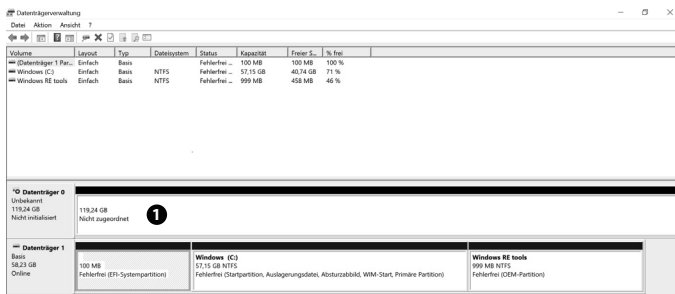 Datenträgerverwaltung
Datei Aktion Ansicht ?
Volume Layout Typ Dateisystem Status Kapazität Freier S... % frei
(Datenträger 1 Par... Einfach Basis Fehlerfrei ... 100 MB 100 MB 100 %
Windows (C:) Einfach Basis NTFS Fehlerfrei ... 57,15 GB 40,74 GB 71 %
Windows RE tools Einfach Basis NTFS Fehlerfrei ... 999 MB 458 MB 46 %
Datenträger 0
Unbekannt
119,24 GB
Nicht initialisiert
119,24 GB
Nicht zugeordnet
1
Datenträger 1
Basis
58,23 GB
Online
100 MB
Fehlerfrei (EFI-Systempartition)
Windows (C:)
57,15 GB NTFS
Fehlerfrei (Startpartition, Auslagerungsdatei, Absturzabbild, WIM-Start, Primäre Partition)
Windows RE tools
999 MB NTFS
Fehlerfrei (OEM-Partition)